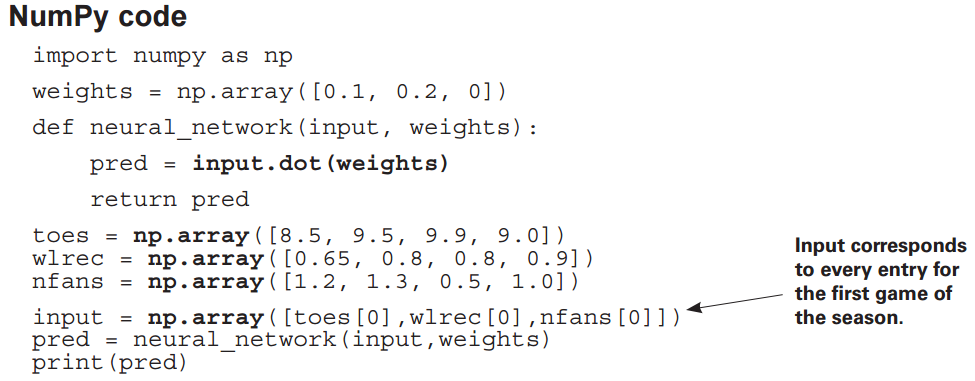 NumPy code
import numpy as np
weights = np.array([0.1, 0.2, 0])
def neural_network(input, weights):
    pred = input.dot(weights)
    return pred
toes = np.array([8.5, 9.5, 9.9, 9.0])
wlrec = np.array([0.65, 0.8, 0.8, 0.9])
nfans = np.array([1.2, 1.3, 0.5, 1.0])
input = np.array([toes[0],wlrec[0],nfans[0]])
pred = neural_network(input,weights)
print(pred)
Input corresponds
to every entry for
the first game of
the season.